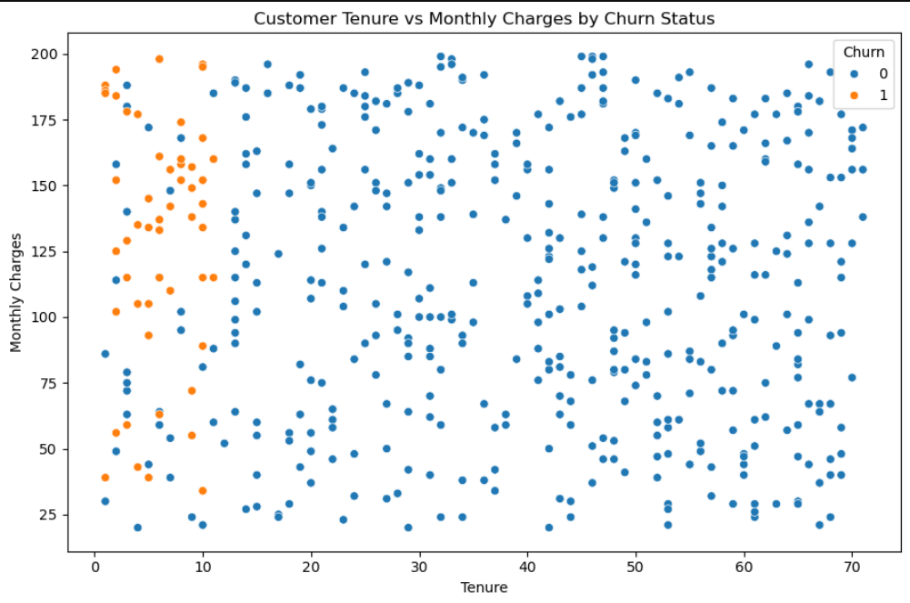 Customer Tenure vs Monthly Charges by Churn Status
Churn
0
1
200
175
150
125
100
75
50
25
Monthly Charges
0 10 20 30 40 50 60 70
Tenure